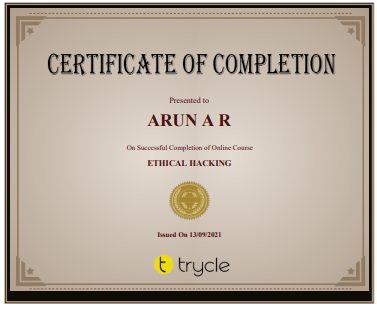 CERTIFICATE OF COMPLETION
Presented to
ARUN A R
On Successful Completion of Online Course
ETHICAL HACKING
Issued On 13/09/2021
t trycle